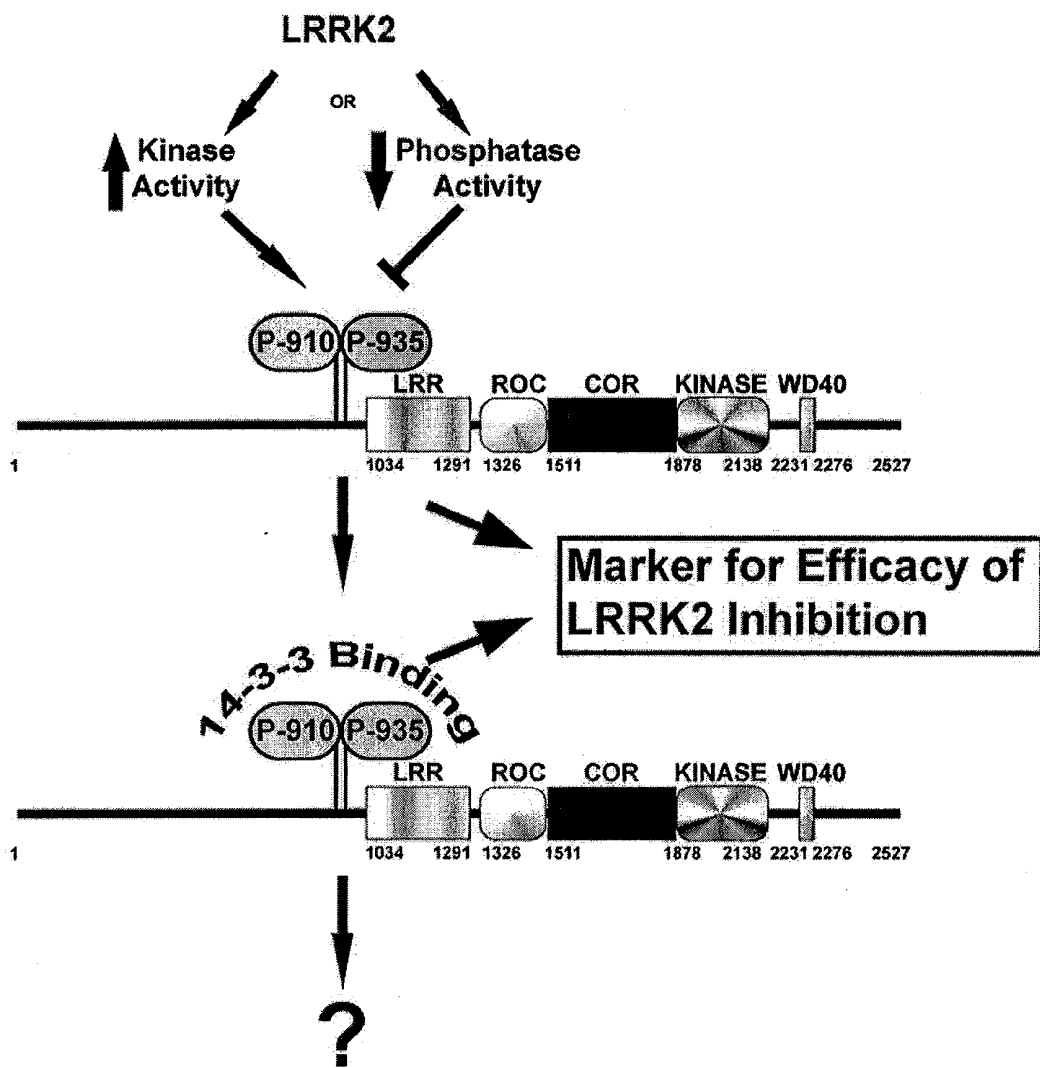 LRRK2
OR
Kinase
Activity
Phosphatase
Activity
P-910 P-935
LRR ROC COR KINASE WD40
1 1034 1291 1326 1511 1878 2138 2231 2276 2527
Marker for Efficacy of
LRRK2 Inhibition
14-3-3 Binding
P-910 P-935
LRR ROC COR KINASE WD40
1 1034 1291 1326 1511 1878 2138 2231 2276 2527
?